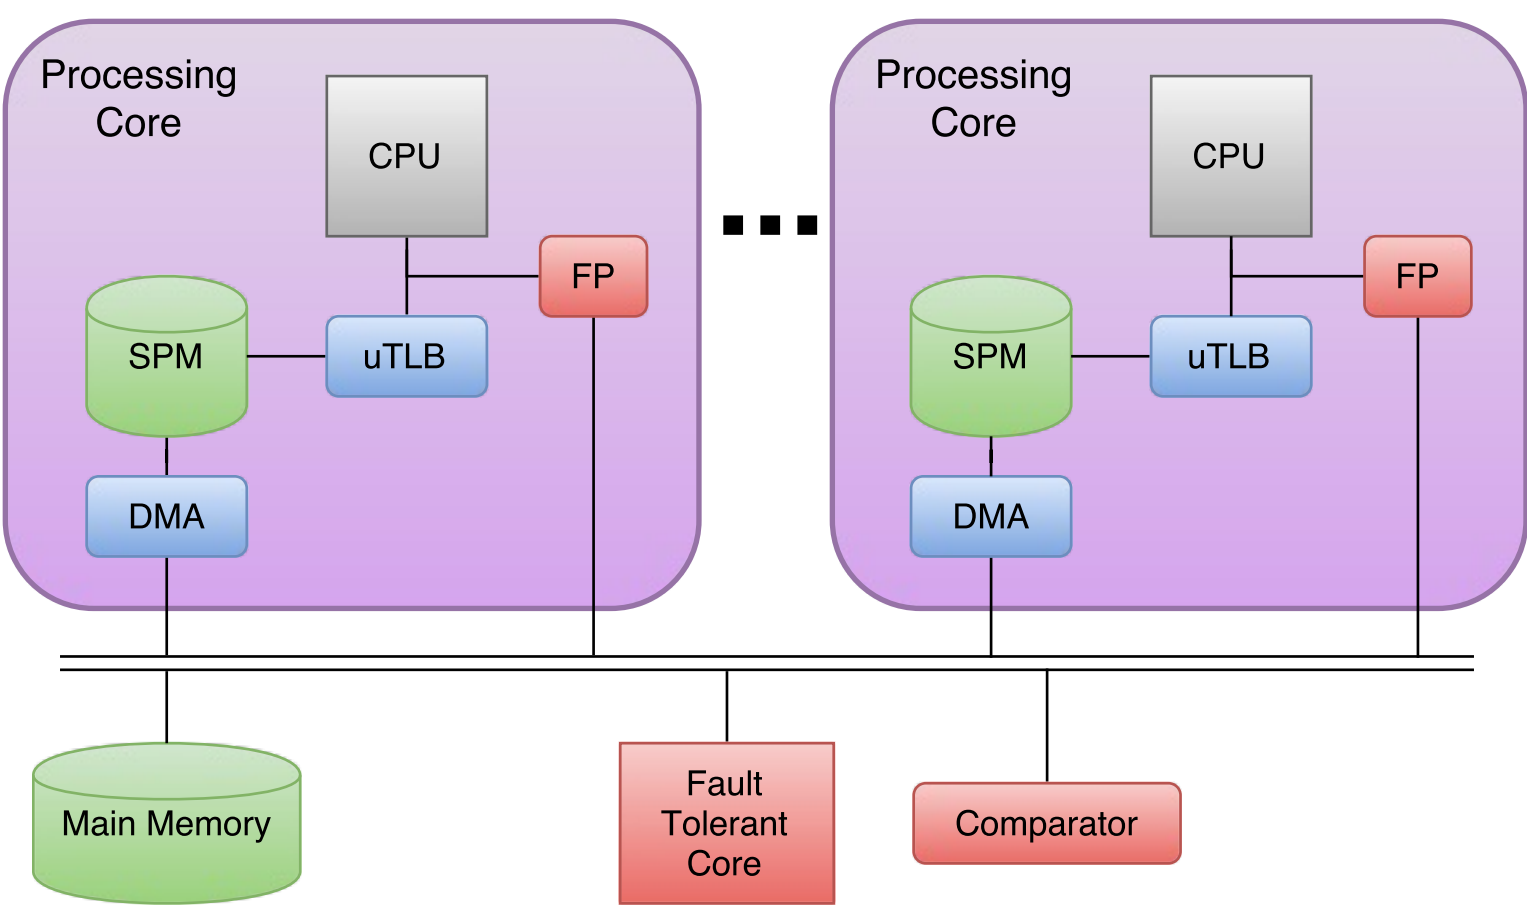 Processing
Core
CPU
FP
SPM
uTLB
DMA
Processing
Core
CPU
FP
SPM
uTLB
DMA
Main Memory
Fault
Tolerant
Core
Comparator